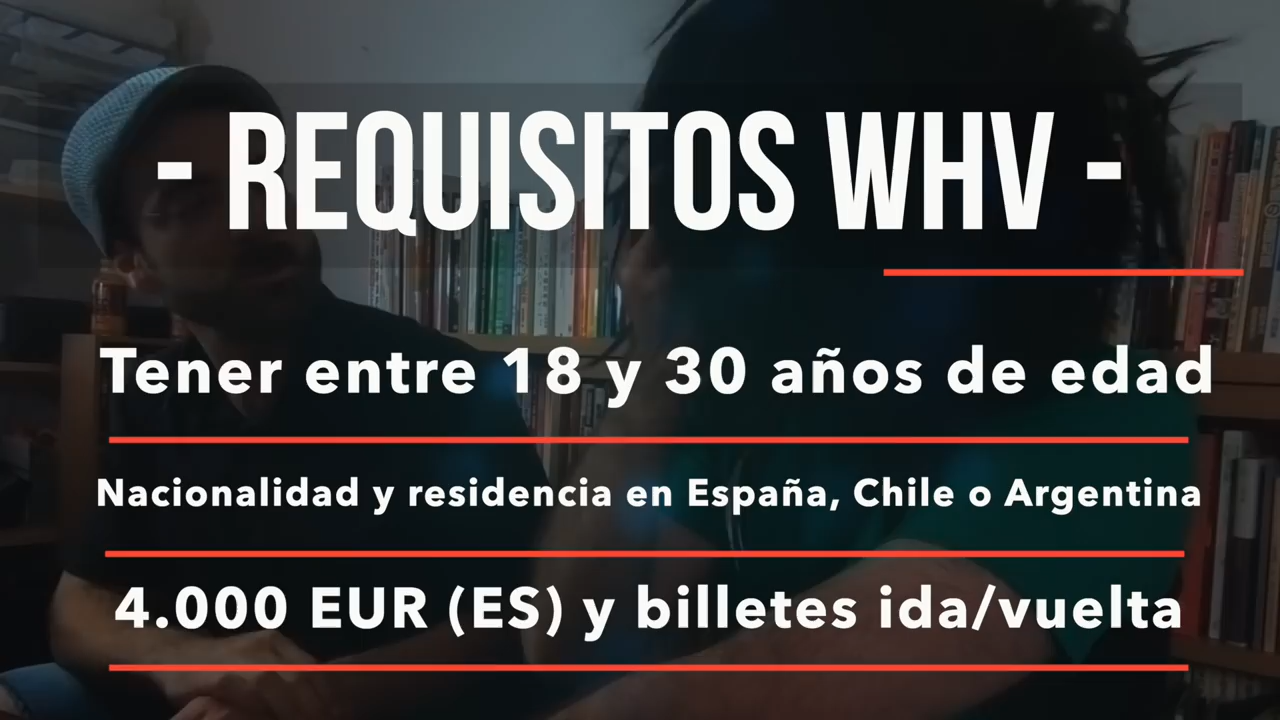 - REQUISITOS WHV -
Tener entre 18 y 30 años de edad
Nacionalidad y residencia en España, Chile o Argentina
4.000 EUR (ES) y billetes ida/vuelta